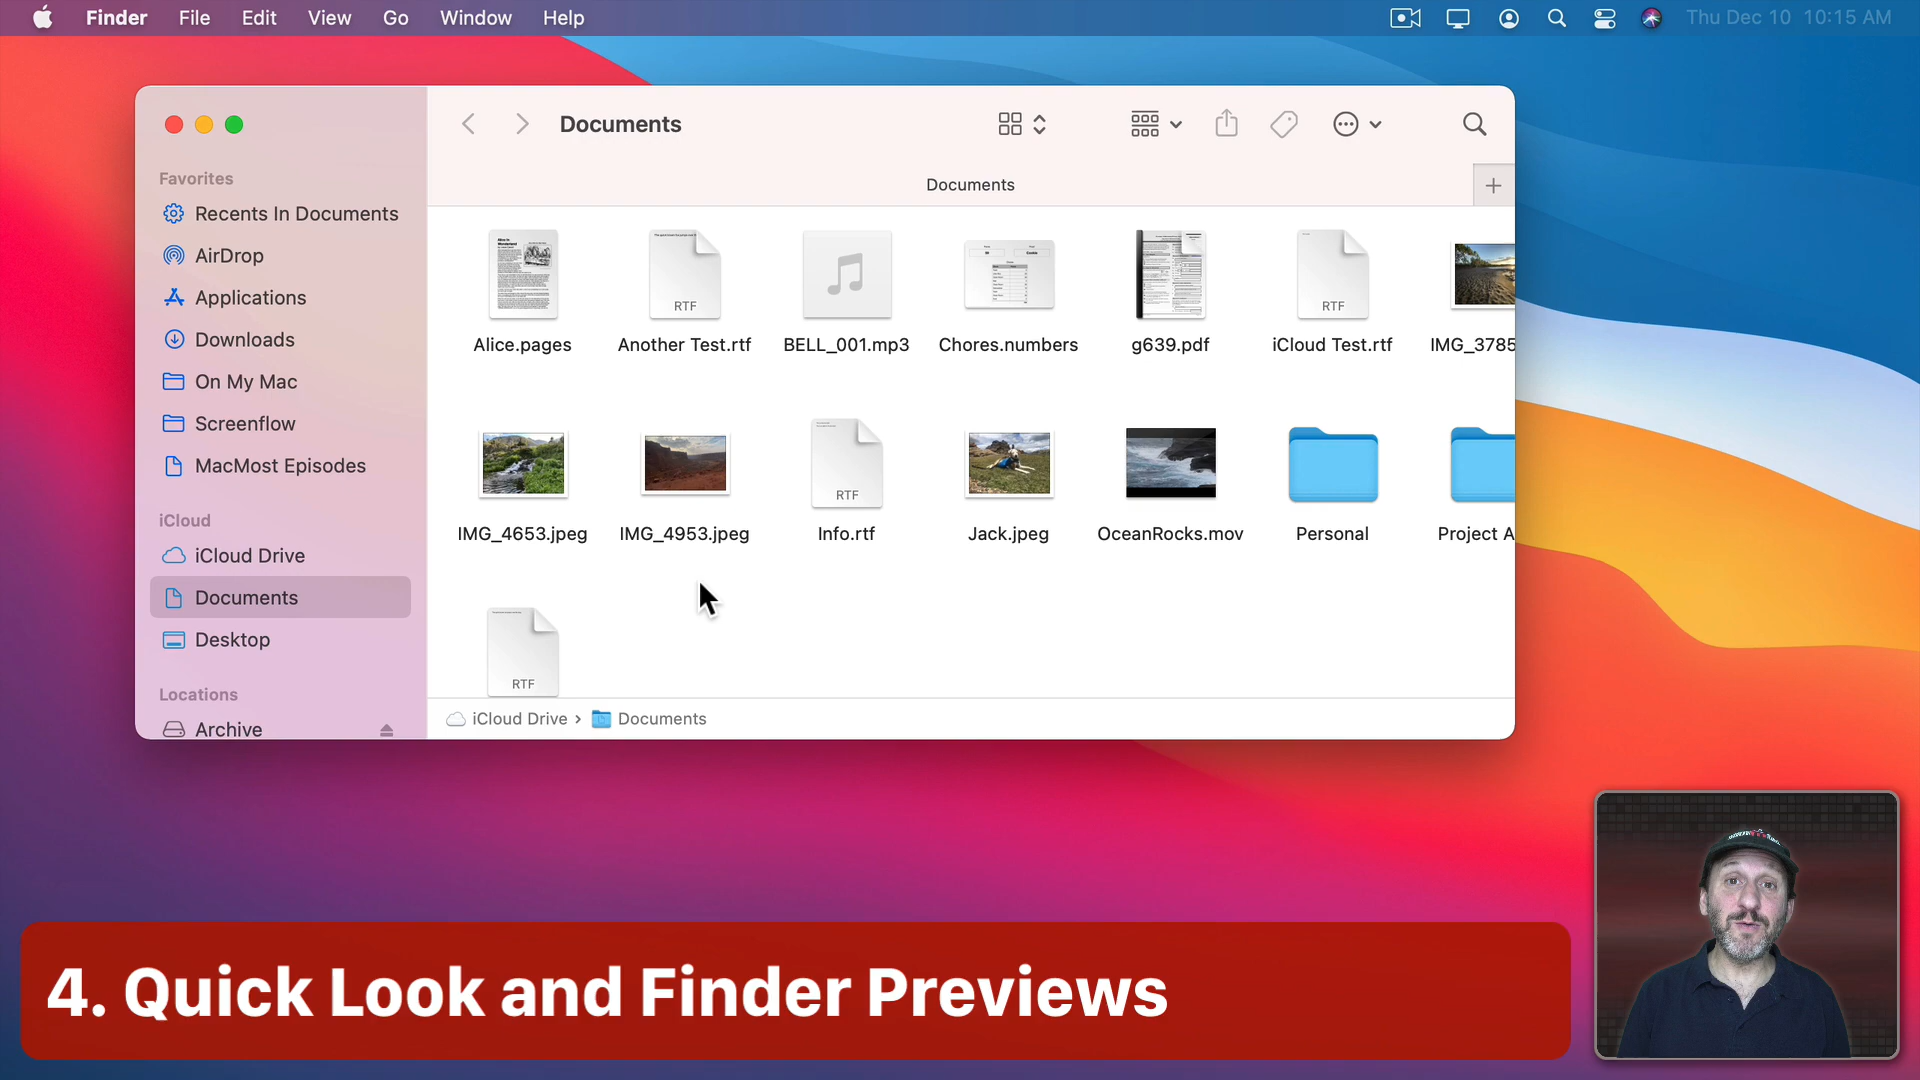 Finder File Edit View Go Window Help Thu Dec 10 10:15 AM
Documents
Documents
Favorites
Recents In Documents
AirDrop
Applications
Downloads
On My Mac
Screenflow
MacMost Episodes
iCloud
iCloud Drive
Documents
Desktop
Locations
Archive
RTF
RTF
Alice.pages
Another Test.rtf
BELL_001.mp3
Chores.numbers
g639.pdf
iCloud Test.rtf
IMG_3785
RTF
IMG_4653.jpeg
IMG_4953.jpeg
Info.rtf
Jack.jpeg
OceanRocks.mov
Personal
Project A
RTF
iCloud Drive › Documents
4. Quick Look and Finder Previews